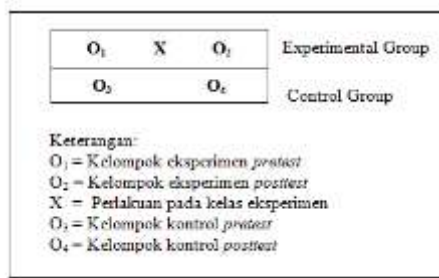 O₁ X O₂ Experimental Group
O₃ O₄ Control Group
Keterangan:
O₁ = Kelompok eksperimen pretest
O₂ = Kelompok eksperimen posttest
X = Perlakuan pada kelas eksperimen
O₃ = Kelompok kontrol pretest
O₄ = Kelompok kontrol posttest